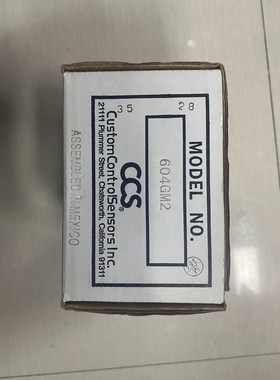 MODEL NO.
28
604GM2
35
CCS®
CustomControlSensors Inc.
21111 Plummer Street, Chatsworth, California 91311
ASSEMBLED IN MEXICO